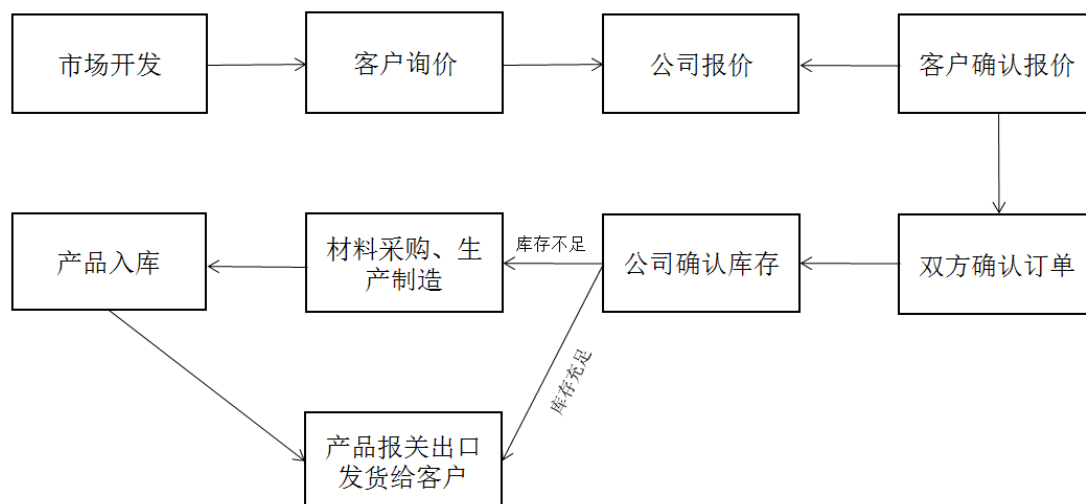 市场开发
客户询价
公司报价
客户确认报价
产品入库
材料采购、生
产制造
库存不足
公司确认库存
双方确认订单
库存充足
产品报关出口
发货给客户